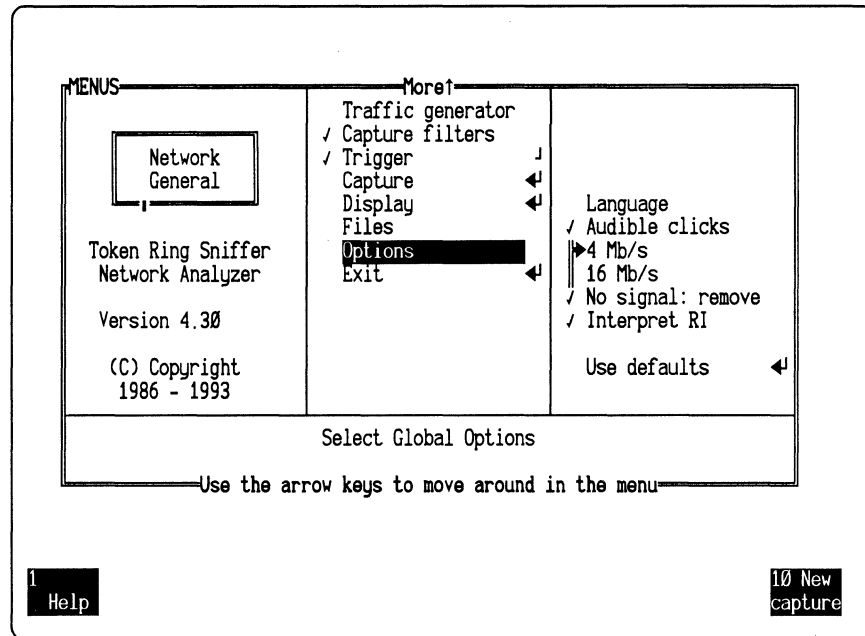 MENUS
More↑
Network
General
Token Ring Sniffer
Network Analyzer
Version 4.30
(C) Copyright
1986 - 1993
Traffic generator
√ Capture filters
√ Trigger ┘
Capture ◄┘
Display ◄┘
Files
Options
Exit ◄┘
Language
√ Audible clicks
►4 Mb/s
16 Mb/s
√ No signal: remove
√ Interpret RI
Use defaults ◄┘
Select Global Options
Use the arrow keys to move around in the menu
1
Help
10 New
capture